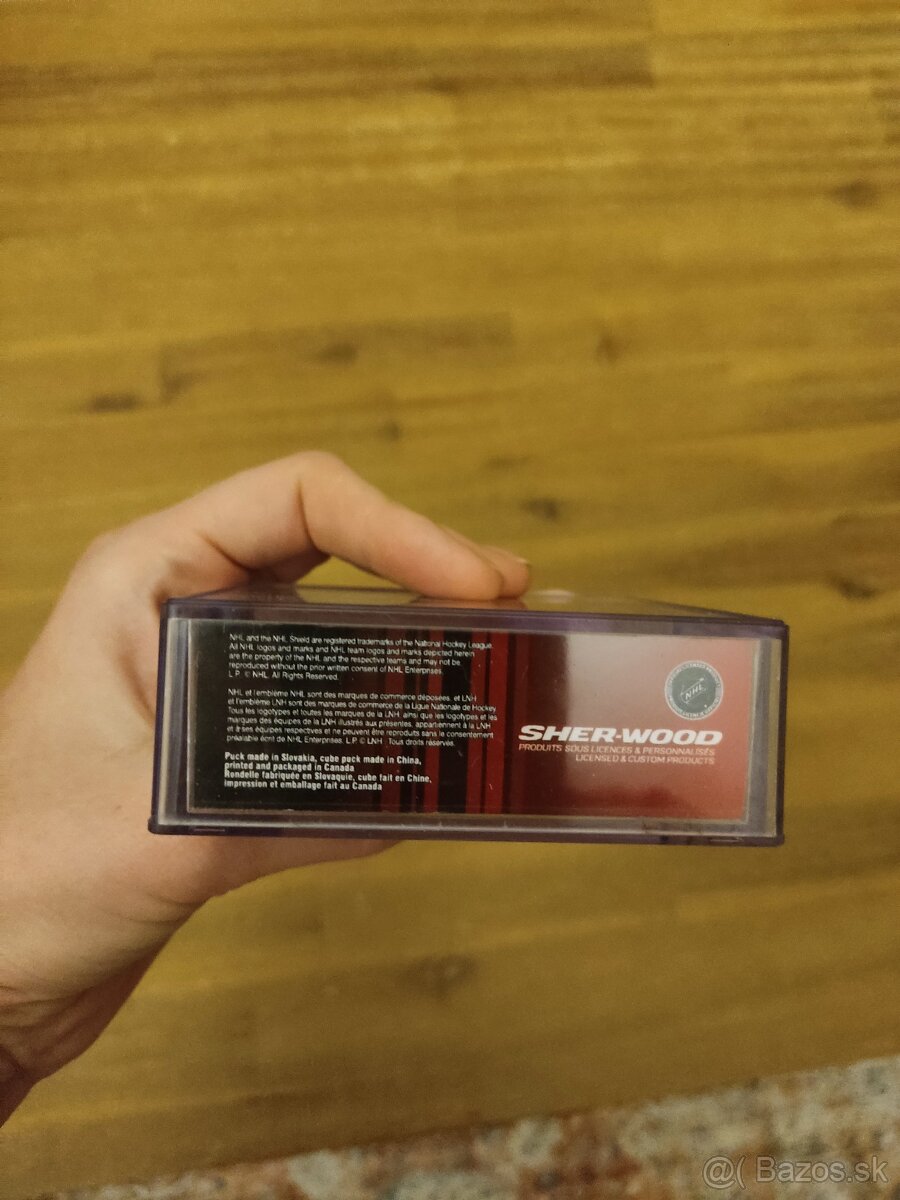 NHL and the NHL Shield are registered trademarks of the National Hockey League.
All NHL logos and marks and NHL team logos and marks depicted herein
are the property of the NHL and the respective teams and may not be
reproduced without the prior written consent of NHL Enterprises.
L.P. © NHL. All Rights Reserved.
NHL et l'emblème NHL sont des marques de commerce déposées, et LNH
et l'emblème LNH sont des marques de commerce de la Ligue Nationale de Hockey.
Tous les logotypes et toutes les marques de la LNH, ainsi que les logotypes et les
marques des équipes de la LNH illustrés aux présentes, appartiennent à la LNH
et à ses équipes respectives et ne peuvent être reproduits sans le consentement
préalable écrit de NHL Enterprises. L.P. © LNH. Tous droits réservés.
Puck made in Slovakia, cube puck made in China,
printed and packaged in Canada
Rondelle fabriquée en Slovaquie, cube fait en Chine,
impression et emballage fait au Canada
NHL
SHER-WOOD
PRODUITS SOUS LICENCES & PERSONNALISÉS
LICENSED & CUSTOM PRODUCTS
@( Bazos.sk